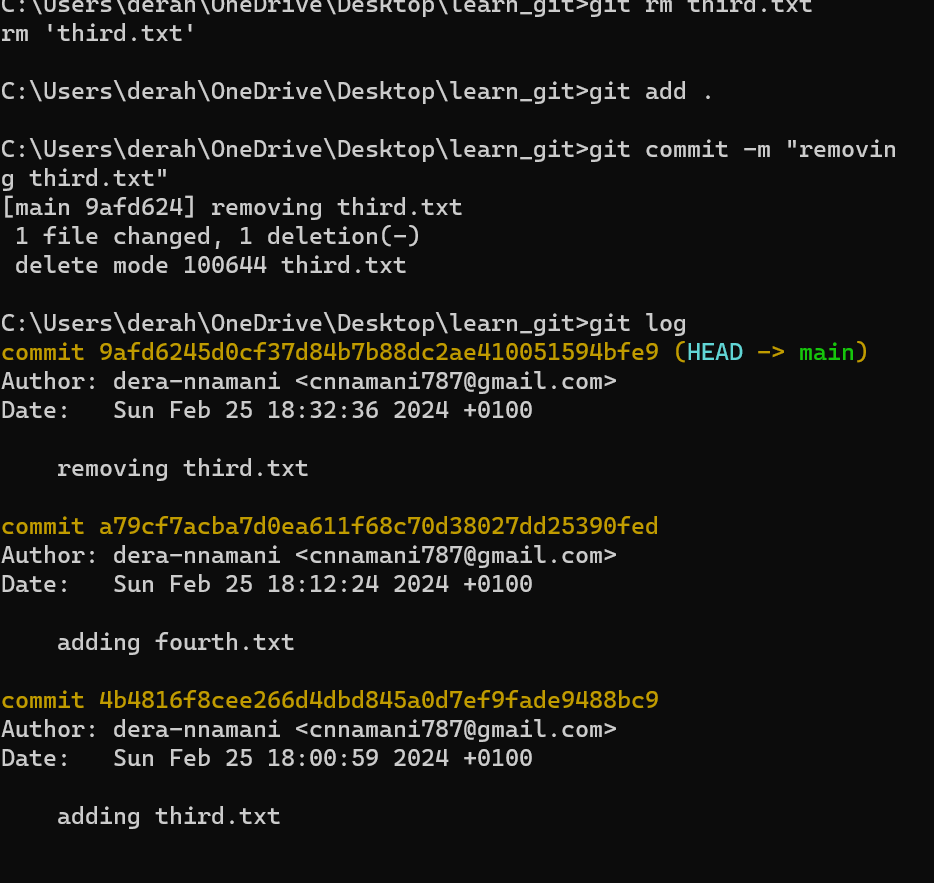 C:\Users\derah\OneDrive\Desktop\learn_git>git rm third.txt
rm 'third.txt'
C:\Users\derah\OneDrive\Desktop\learn_git>git add .
C:\Users\derah\OneDrive\Desktop\learn_git>git commit -m "removin
g third.txt"
[main 9afd624] removing third.txt
 1 file changed, 1 deletion(-)
 delete mode 100644 third.txt
C:\Users\derah\OneDrive\Desktop\learn_git>git log
commit 9afd6245d0cf37d84b7b88dc2ae410051594bfe9 (HEAD -> main)
Author: dera-nnamani <cnnamani787@gmail.com>
Date:   Sun Feb 25 18:32:36 2024 +0100
    removing third.txt
commit a79cf7acba7d0ea611f68c70d38027dd25390fed
Author: dera-nnamani <cnnamani787@gmail.com>
Date:   Sun Feb 25 18:12:24 2024 +0100
    adding fourth.txt
commit 4b4816f8cee266d4dbd845a0d7ef9fade9488bc9
Author: dera-nnamani <cnnamani787@gmail.com>
Date:   Sun Feb 25 18:00:59 2024 +0100
    adding third.txt